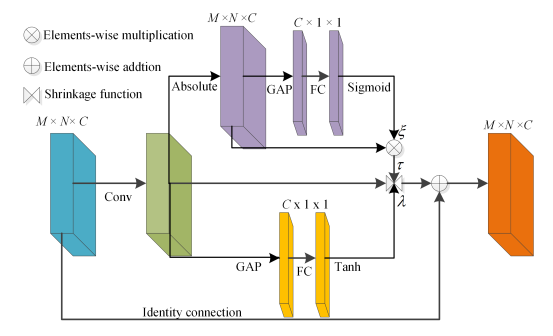 M×N×C
C × 1 × 1
Elements-wise multiplication
Elements-wise addtion
Shrinkage function
Absolute
GAP
FC
Sigmoid
ξ
M × N× C
M ×N×C
τ
λ
Conv
C x 1 x 1
GAP
FC
Tanh
Identity connection